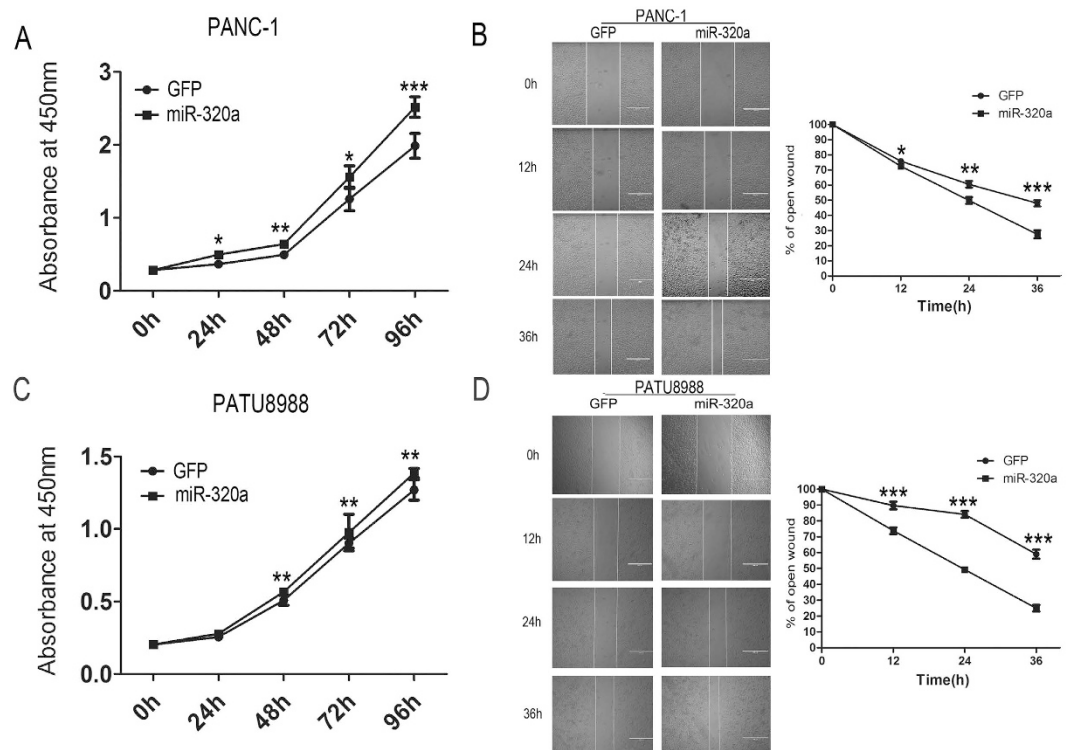 A
PANC-1
Absorbance at 450nm
3
2
1
0
GFP
miR-320a
*
**
*
***
0h
24h
48h
72h
96h
B
PANC-1
GFP
miR-320a
0h
12h
24h
36h
GFP
miR-320a
% of open wound
100
90
80
70
60
50
40
30
20
10
0
*
**
***
0
12
24
36
Time(h)
C
PATU8988
Absorbance at 450nm
1.5
1.0
0.5
0.0
GFP
miR-320a
**
**
**
0h
24h
48h
72h
96h
D
PATU8988
GFP
miR-320a
0h
12h
24h
36h
GFP
miR-320a
% of open wound
100
90
80
70
60
50
40
30
20
10
0
***
***
***
0
12
24
36
Time(h)